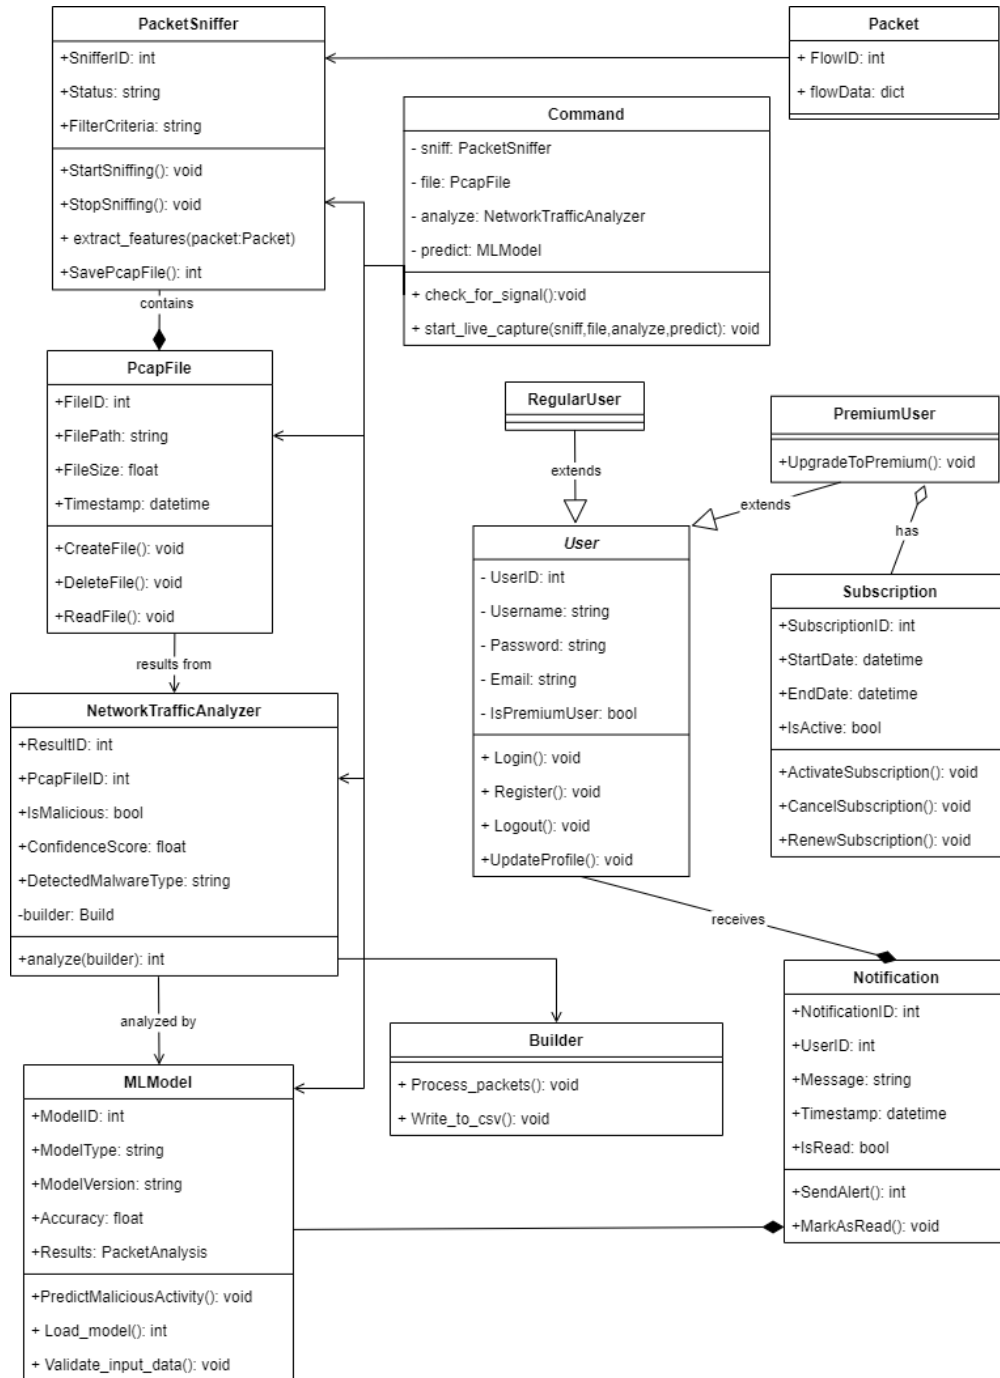 PacketSniffer
+SnifferID: int
+Status: string
+FilterCriteria: string
+StartSniffing(): void
+StopSniffing(): void
+ extract_features(packet:Packet)
+SavePcapFile(): int
Packet
+ FlowID: int
+ flowData: dict
Command
- sniff: PacketSniffer
- file: PcapFile
- analyze: NetworkTrafficAnalyzer
- predict: MLModel
+ check_for_signal():void
+ start_live_capture(sniff,file,analyze,predict): void
contains
PcapFile
+FileID: int
+FilePath: string
+FileSize: float
+Timestamp: datetime
+CreateFile(): void
+DeleteFile(): void
+ReadFile(): void
RegularUser
PremiumUser
+UpgradeToPremium(): void
extends
extends
has
User
- UserID: int
- Username: string
- Password: string
- Email: string
- IsPremiumUser: bool
+ Login(): void
+ Register(): void
+ Logout(): void
+UpdateProfile(): void
Subscription
+SubscriptionID: int
+StartDate: datetime
+EndDate: datetime
+IsActive: bool
+ActivateSubscription(): void
+CancelSubscription(): void
+RenewSubscription(): void
results from
NetworkTrafficAnalyzer
+ResultID: int
+PcapFileID: int
+IsMalicious: bool
+ConfidenceScore: float
+DetectedMalwareType: string
-builder: Build
+analyze(builder): int
receives
analyzed by
Builder
+ Process_packets(): void
+ Write_to_csv(): void
Notification
+NotificationID: int
+UserID: int
+Message: string
+Timestamp: datetime
+IsRead: bool
+SendAlert(): int
+MarkAsRead(): void
MLModel
+ModelID: int
+ModelType: string
+ModelVersion: string
+Accuracy: float
+Results: PacketAnalysis
+PredictMaliciousActivity(): void
+ Load_model(): int
+ Validate_input_data(): void